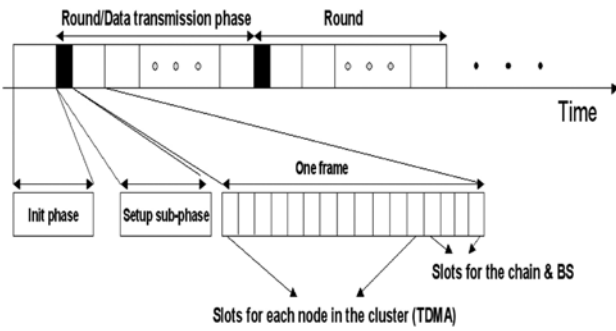 Round/Data transmission phase
Round
Time
One frame
Init phase
Setup sub-phase
Slots for the chain & BS
Slots for each node in the cluster (TDMA)